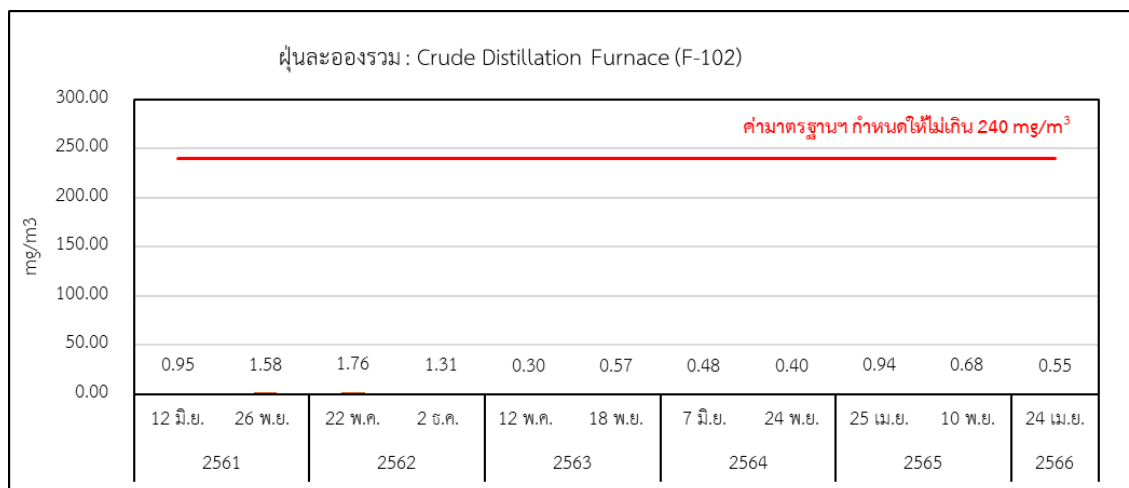 ฝุ่นละอองรวม : Crude Distillation Furnace (F-102)
300.00
ค่ามาตรฐานฯ กำหนดให้ไม่เกิน 240 mg/m³
250.00
200.00
mg/m3
150.00
100.00
50.00
0.95 1.58 1.76 1.31 0.30 0.57 0.48 0.40 0.94 0.68 0.55
0.00
12 มิ.ย. 26 พ.ย. 22 พ.ค. 2 ธ.ค. 12 พ.ค. 18 พ.ย. 7 มิ.ย. 24 พ.ย. 25 เม.ย. 10 พ.ย. 24 เม.ย.
2561 2562 2563 2564 2565 2566